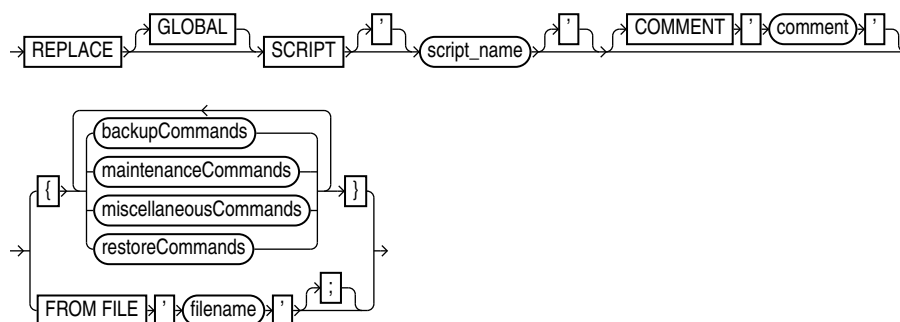 REPLACE GLOBAL SCRIPT ' script_name ' COMMENT ' comment '
{ backupCommands
maintenanceCommands
miscellaneousCommands
restoreCommands }
FROM FILE ' filename ' ;